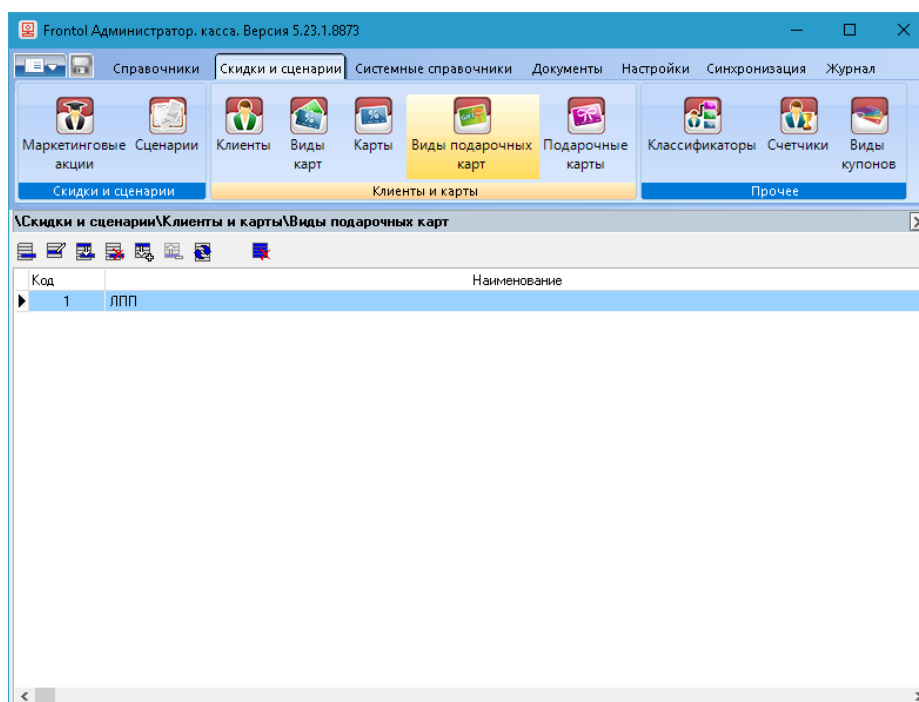 Frontol Администратор. касса. Версия 5.23.1.8873
Справочники Скидки и сценарии Системные справочники Документы Настройки Синхронизация Журнал
Маркетинговые акции Сценарии Клиенты Виды карт Карты Виды подарочных карт Подарочные карты Классификаторы Счетчики Виды купонов
Скидки и сценарии Клиенты и карты Прочее
\Скидки и сценарии\Клиенты и карты\Виды подарочных карт
Код Наименование
1 ЛПП